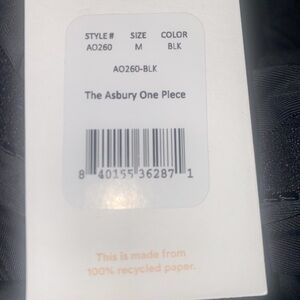 STYLE # SIZE COLOR
AO260 M BLK
AO260-BLK
The Asbury One Piece
8 40155 36287 1
This is made from
100% recycled paper.